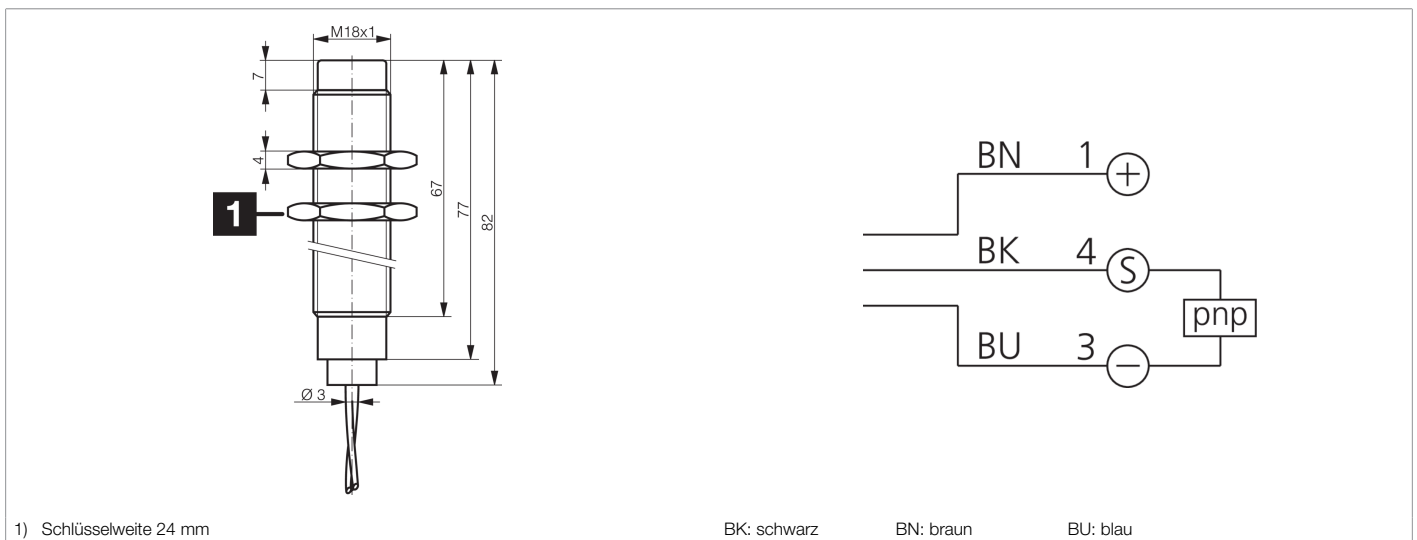 M18x1
7
4
67
77
82
1
Ø 3
BN 1 +
BK 4 S
pnp
BU 3 −
1) Schlüsselweite 24 mm
BK: schwarz BN: braun BU: blau